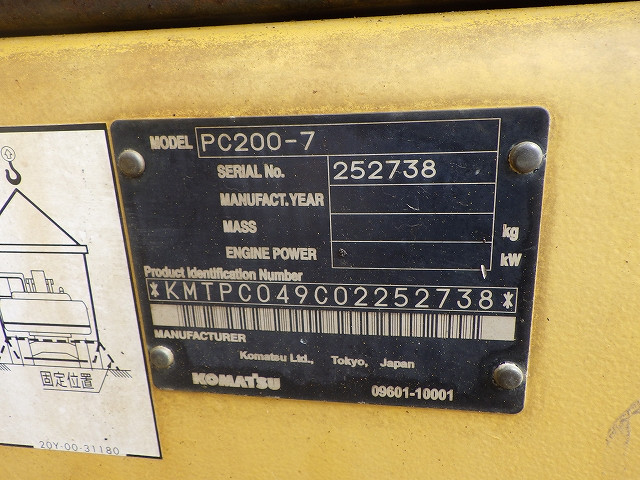 MODEL PC200-7
SERIAL No. 252738
MANUFACT. YEAR
MASS kg
ENGINE POWER kW
Product Identification Number
*KMTPC049C02252738*
MANUFACTURER
Komatsu Ltd., Tokyo, Japan
KOMATSU 09601-10001
固定位置
20Y-00-31180